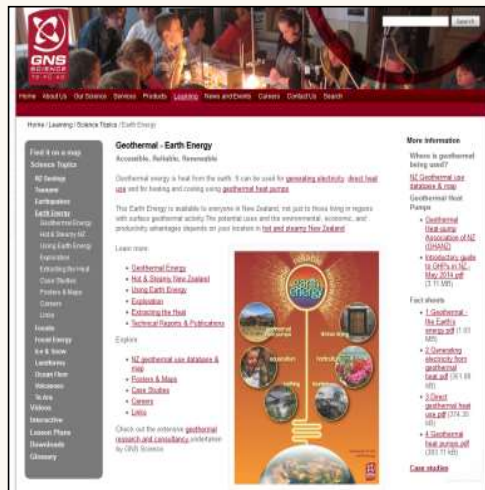 GNS
SCIENCE
TE PŪ AO
Search
Home About Us Our Science Services Products Learning News and Events Careers Contact Us Search
Home / Learning / Science Topics / Earth Energy
Find it on a map
Science Topics
NZ Geology
Tsunami
Earthquakes
Earth Energy
Geothermal Energy
Hot & Steamy NZ
Using Earth Energy
Exploration
Extracting the Heat
Case Studies
Posters & Maps
Careers
Links
Fossils
Fossil Energy
Ice & Snow
Landforms
Ocean Floor
Volcanoes
Te Ara
Videos
Interactive
Lesson Plans
Downloads
Glossary
Geothermal - Earth Energy
Accessible, Reliable, Renewable
Geothermal energy is heat from the earth. It can be used for generating electricity, direct heat
use and for heating and cooling using geothermal heat pumps.
This Earth Energy is available to everyone in New Zealand, not just to those living in regions
with surface geothermal activity. The potential uses and the environmental, economic, and
productivity advantages depends on your location in hot and steamy New Zealand
Learn more:
Geothermal Energy
Hot & Steamy New Zealand
Using Earth Energy
Exploration
Extracting the Heat
Technical Reports & Publications
Explore
NZ geothermal use database &
map
Posters & Maps
Case Studies
Careers
Links
Check out the extensive geothermal
research and consultancy undertaken
by GNS Science.
reliable
earth
energy
More information
Where is geothermal
being used?
NZ Geothermal use
database & map
Geothermal Heat
Pumps
Geothermal
Heat pump
Association of NZ
(GHANZ)
Introductory guide
to GHPs in NZ -
May 2014.pdf
(3.11 MB)
Fact sheets
1 Geothermal -
the Earth's
energy.pdf (1.03
MB)
2 Generating
electricity from
geothermal
heat.pdf
3 Direct
geothermal heat
use.pdf
4 Geothermal
heat pumps.pdf
Case studies